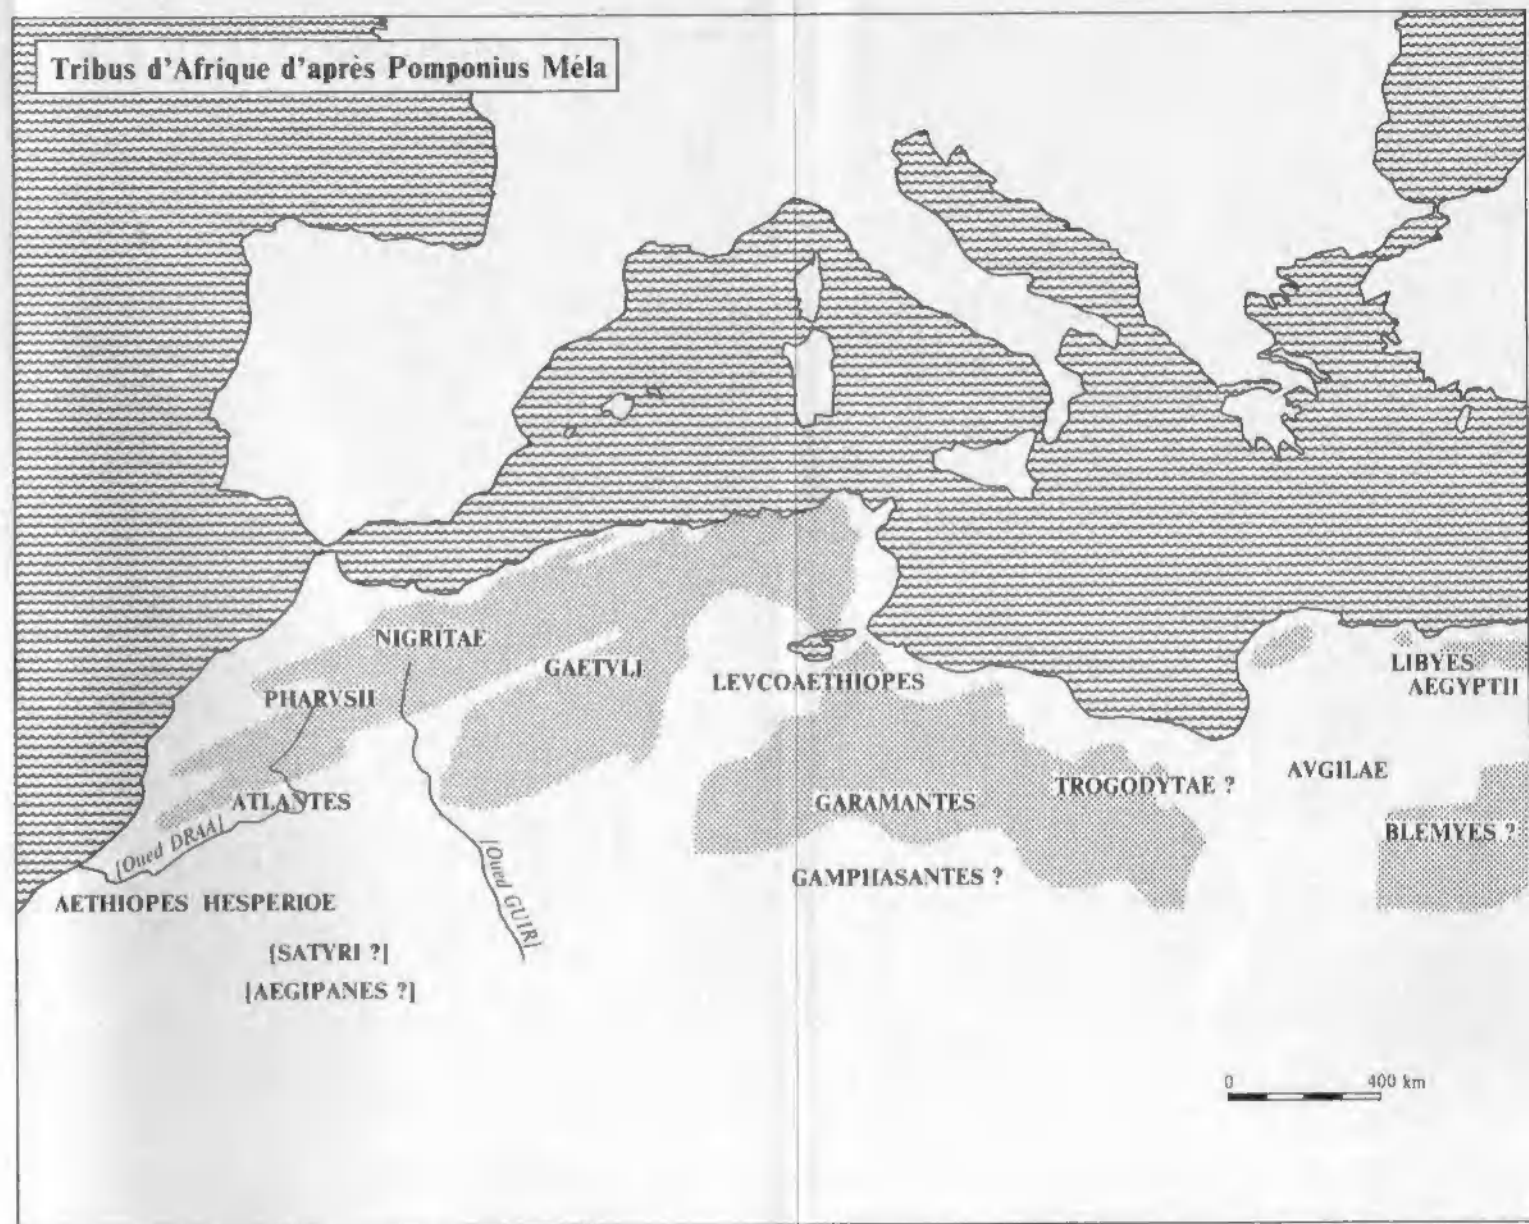 Tribus d'Afrique d'après Pomponius Méla
NIGRITAE
GAETVLI
LIBYES
AEGYPTII
PHARVSII
LEVCOAETHIOPES
AVGILAE
TROGODYTAE ?
ATLANTES
GARAMANTES
[Oued DRAA]
BLEMYES ?
[Oued GUIR]
GAMPHASANTES ?
AETHIOPES HESPERIOE
[SATYRI ?]
[AEGIPANES ?]
0 400 km